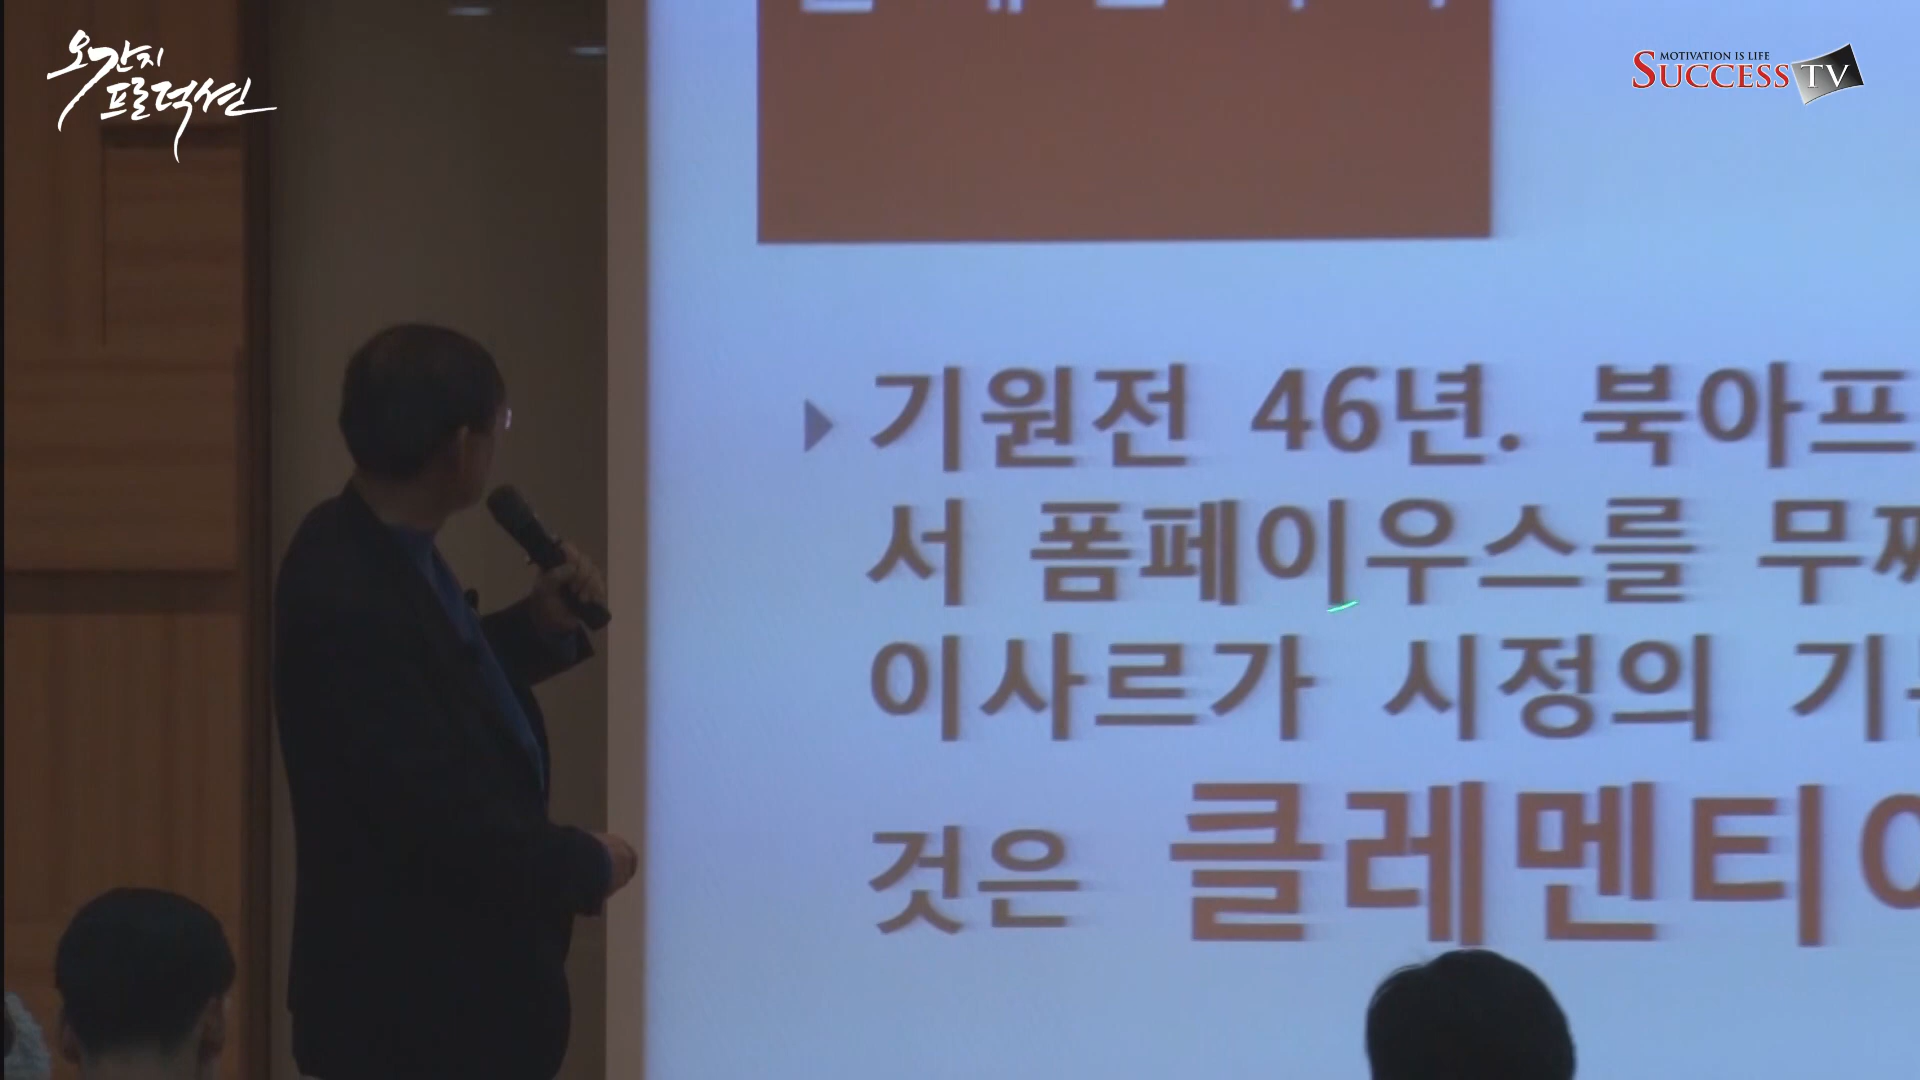 오간지
프로덕션
MOTIVATION IS LIFE
SUCCESS TV
기원전 46년. 북아프
서 폼페이우스를 무찌
이사르가 시정의
것은 클레멘티